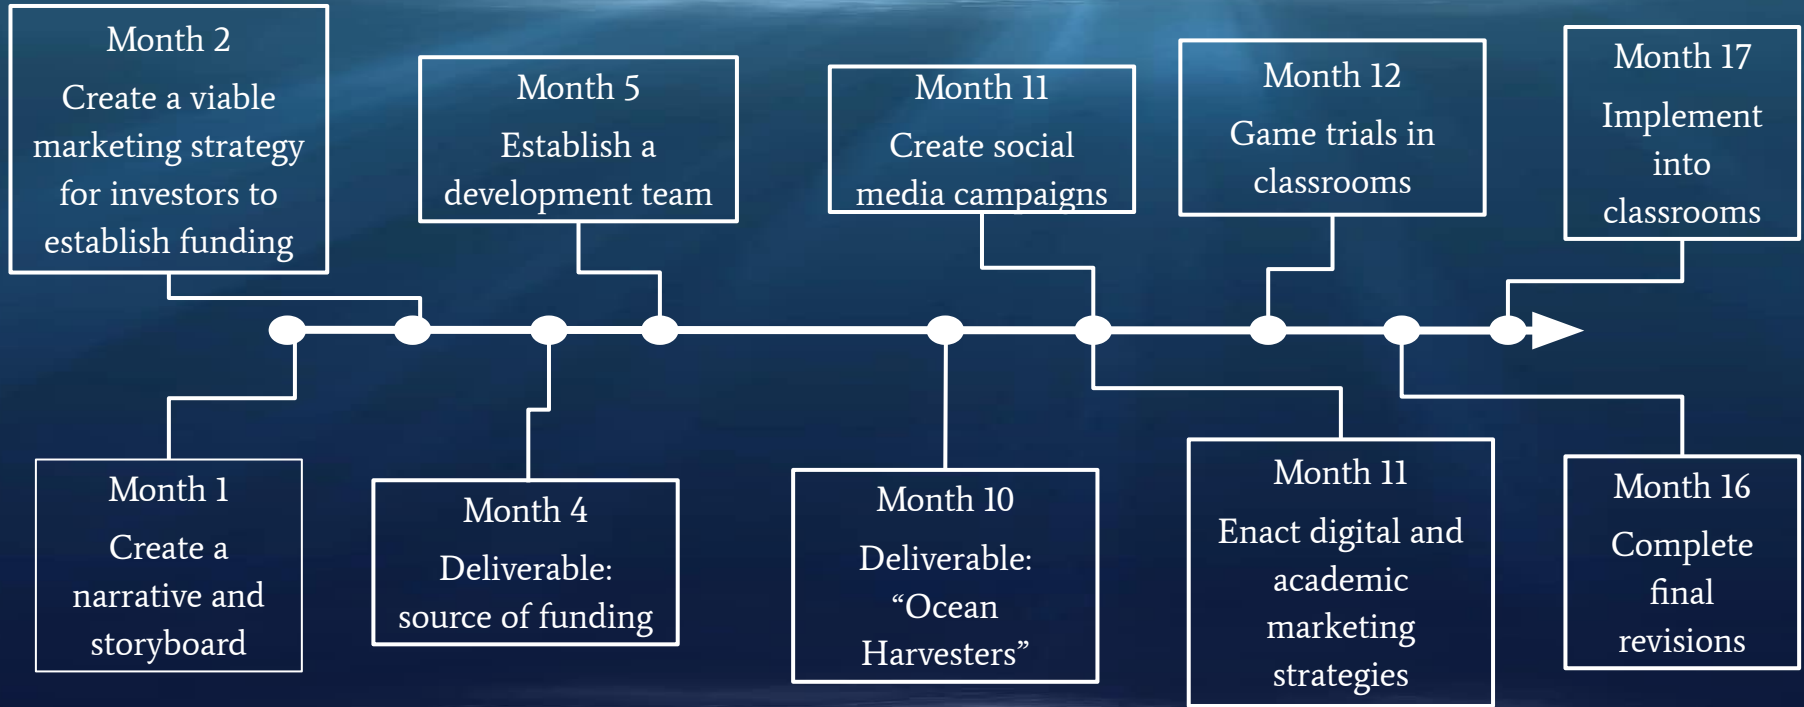 Month 2
Create a viable
marketing strategy
for investors to
establish funding
Month 5
Establish a
development team
Month 11
Create social
media campaigns
Month 12
Game trials in
classrooms
Month 17
Implement
into
classrooms
Month 1
Create a
narrative and
storyboard
Month 4
Deliverable:
source of funding
Month 10
Deliverable:
“Ocean
Harvesters”
Month 11
Enact digital and
academic
marketing
strategies
Month 16
Complete
final
revisions